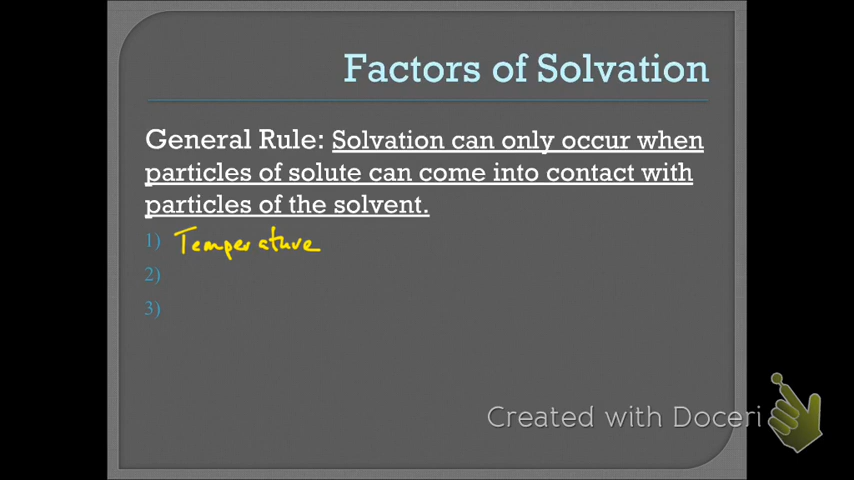 Factors of Solvation
General Rule: Solvation can only occur when
particles of solute can come into contact with
particles of the solvent.
1) Temperature
2)
3)
Created with Doceri